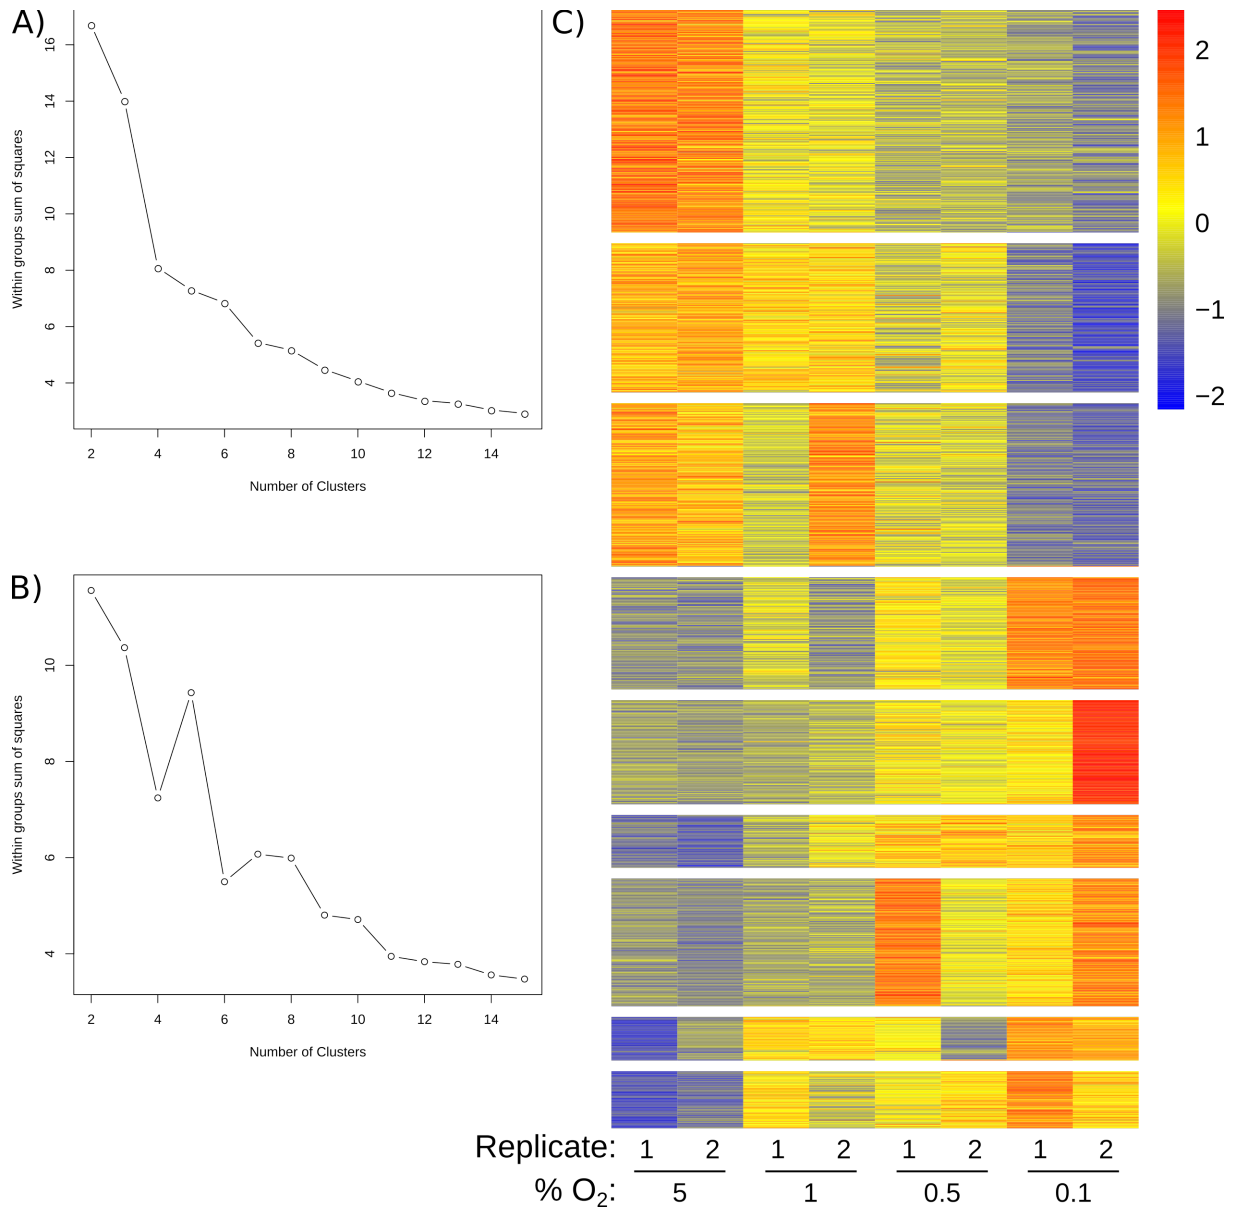 A)
16
14
12
10
8
6
4
Within groups sum of squares
2 4 6 8 10 12 14
Number of Clusters
B)
10
8
6
4
Within groups sum of squares
2 4 6 8 10 12 14
Number of Clusters
C)
2
1
0
−1
−2
Replicate: 1 2 1 2 1 2 1 2
% O₂: 5 1 0.5 0.1